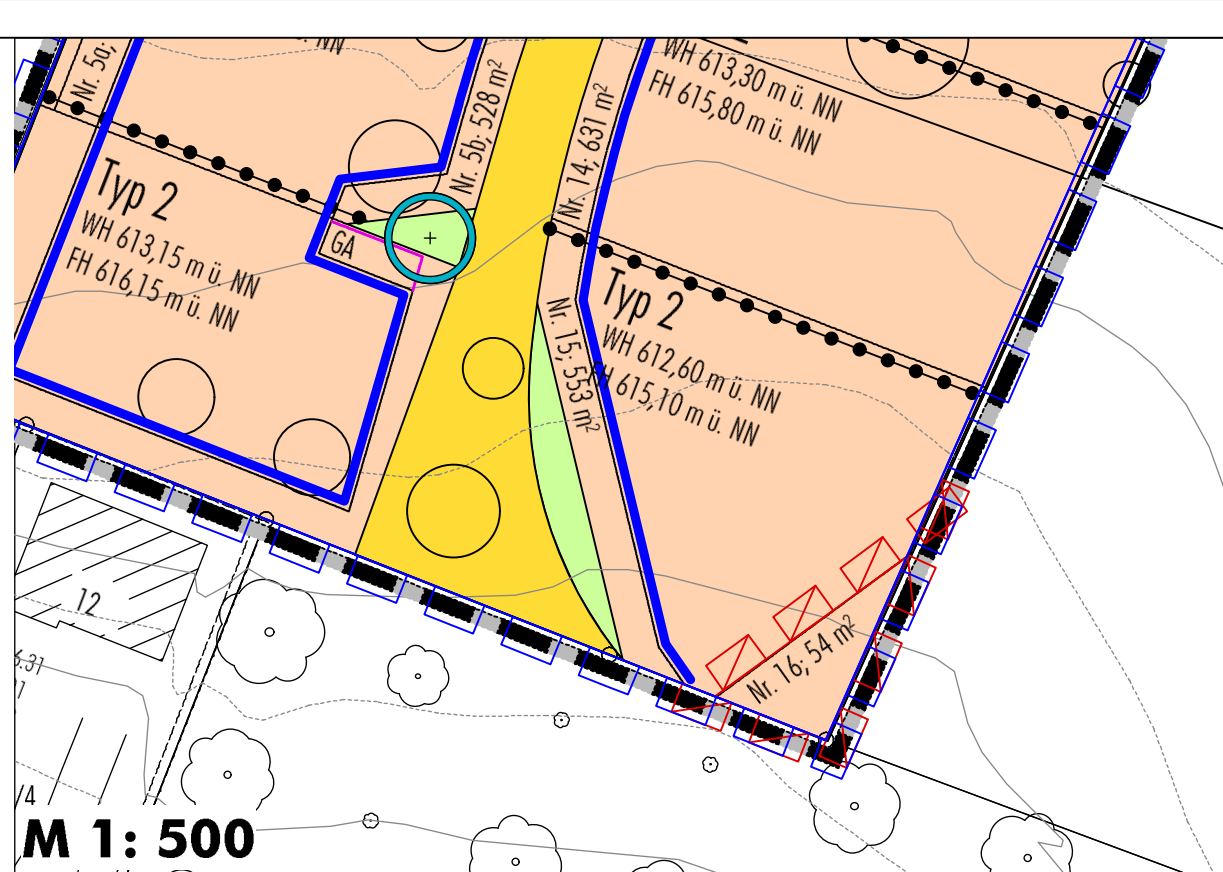 NN
Nr. 5a;
WH 613,30 m ü. NN
FH 615,80 m ü. NN
Nr. 5b; 528 m²
Nr. 14; 631 m²
Typ 2
WH 613,15 m ü. NN
FH 616,15 m ü. NN
GA
Typ 2
WH 612,60 m ü. NN
FH 615,10 m ü. NN
Nr. 15; 553 m²
12
Nr. 16; 54 m²
/4
M 1: 500